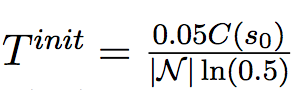 T^{init} = \frac{0.05C(s_0)}{|\mathcal{N}| \ln(0.5)}